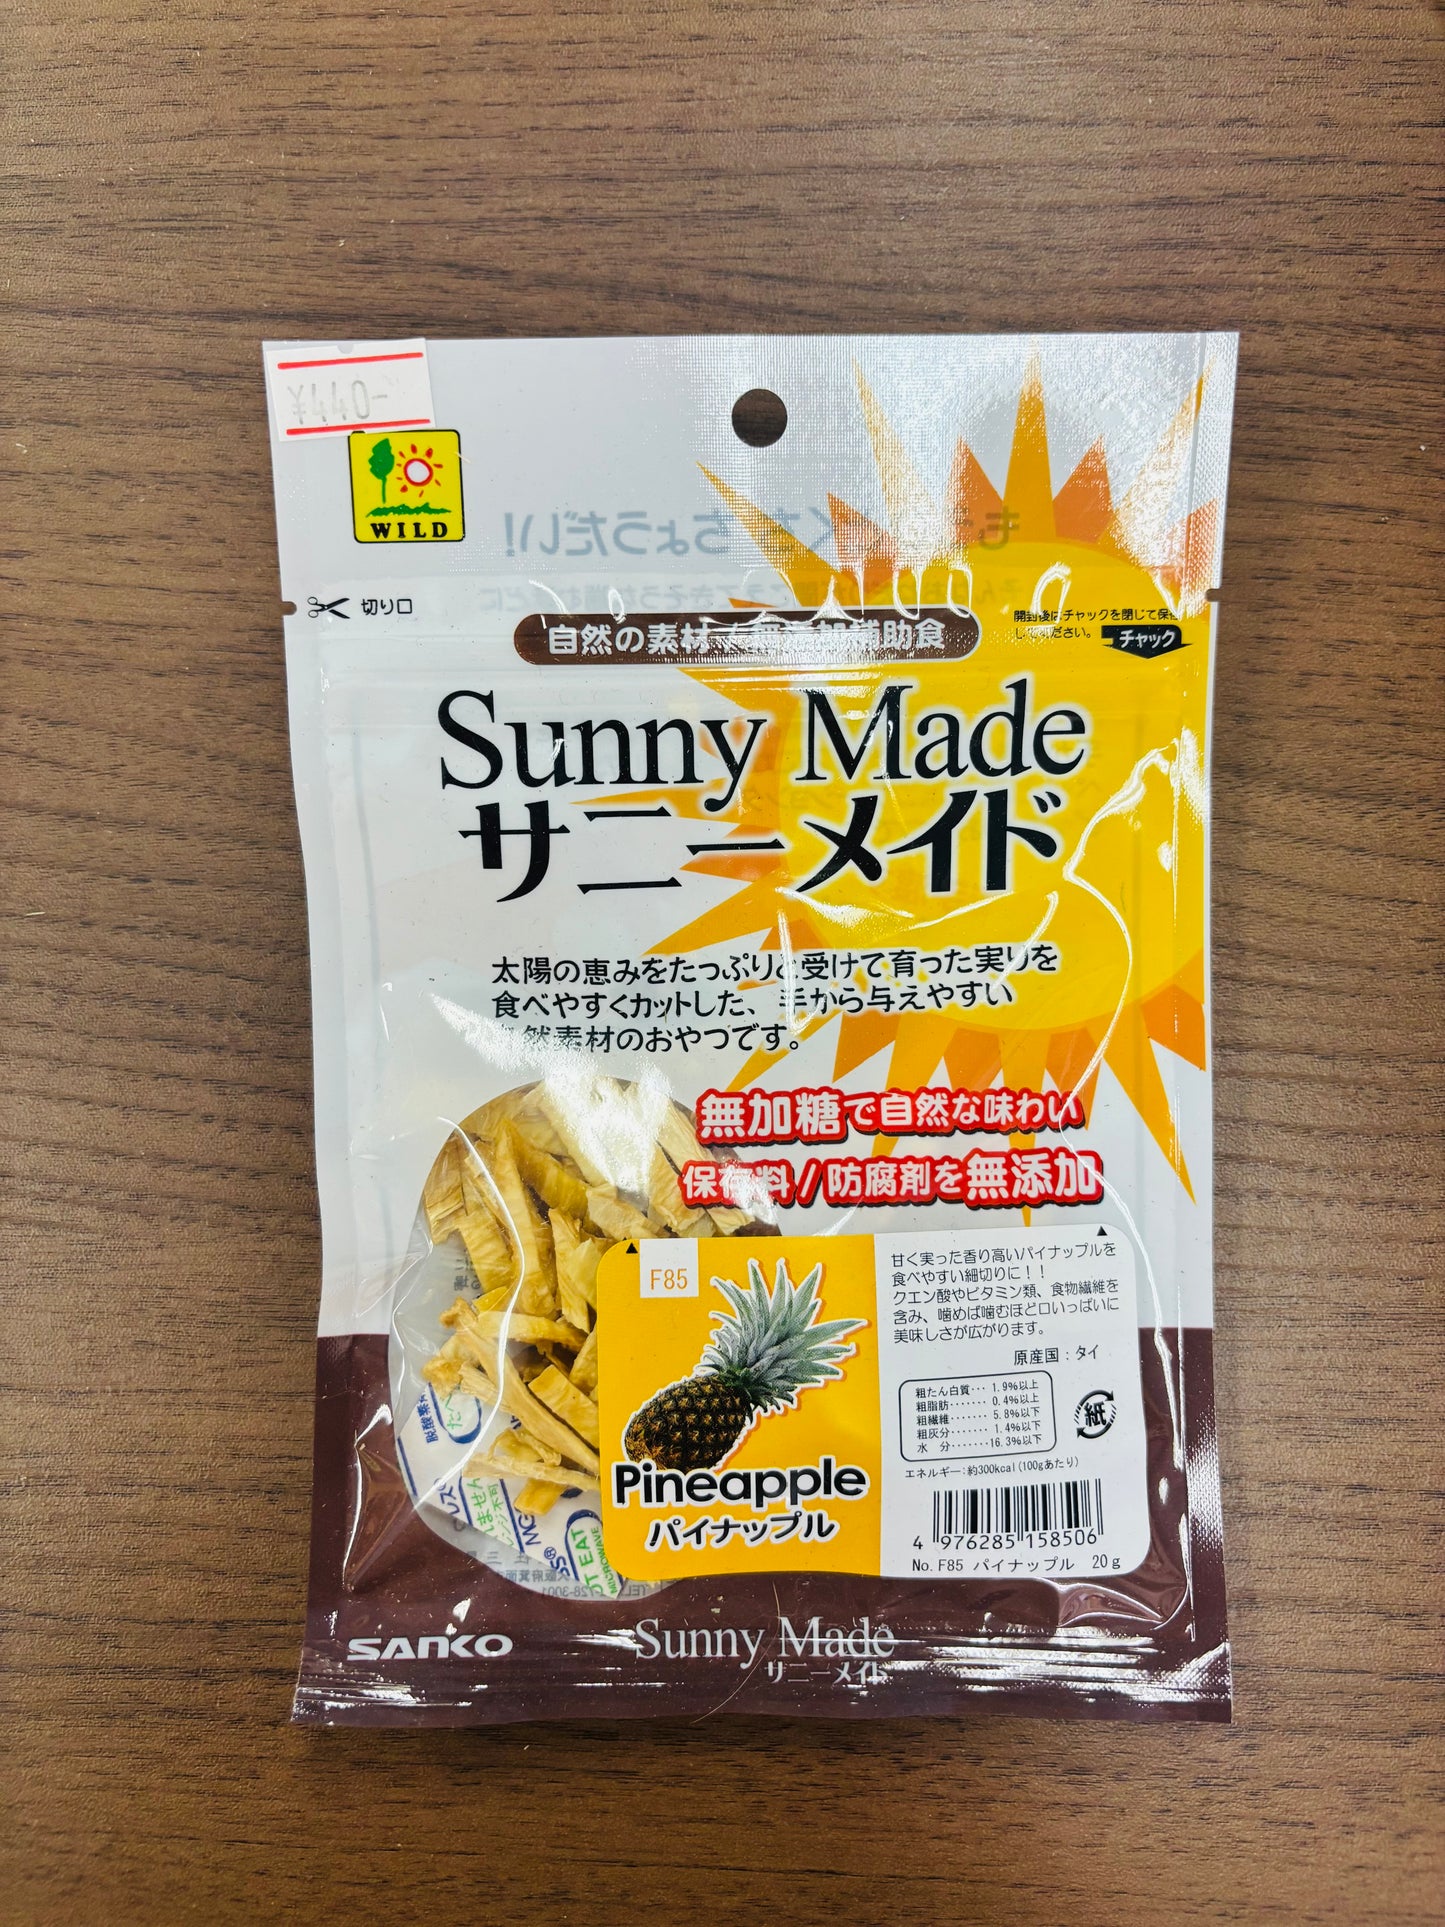 ¥440-
WILD
切り口
開封後はチャックを閉じて保
ください。
チャック
自然の素材 補助食
Sunny Made
サニーメイド
太陽の恵みをたっぷりと受けて育った実りを
食べやすくカットした、手から与えやすい
然素材のおやつです。
無加糖で自然な味わい
保存料/防腐剤を無添加
F85
Pineapple
パイナップル
甘く実った香り高いパイナップルを
食べやすい細切りに!!
クエン酸やビタミン類、食物繊維を
含み、噛めば噛むほど口いっぱいに
美味しさが広がります。
原産国:タイ
粗たん白質… 1.9%以上
粗脂肪……… 0.4%以上
粗繊維……… 5.8%以下
粗灰分……… 1.4%以下
水 分………16.3%以下
紙
エネルギー:約300kcal(100gあたり)
4 976285 158506
No.F85 パイナップル 20g
SANKO
Sunny Made
サニーメイド